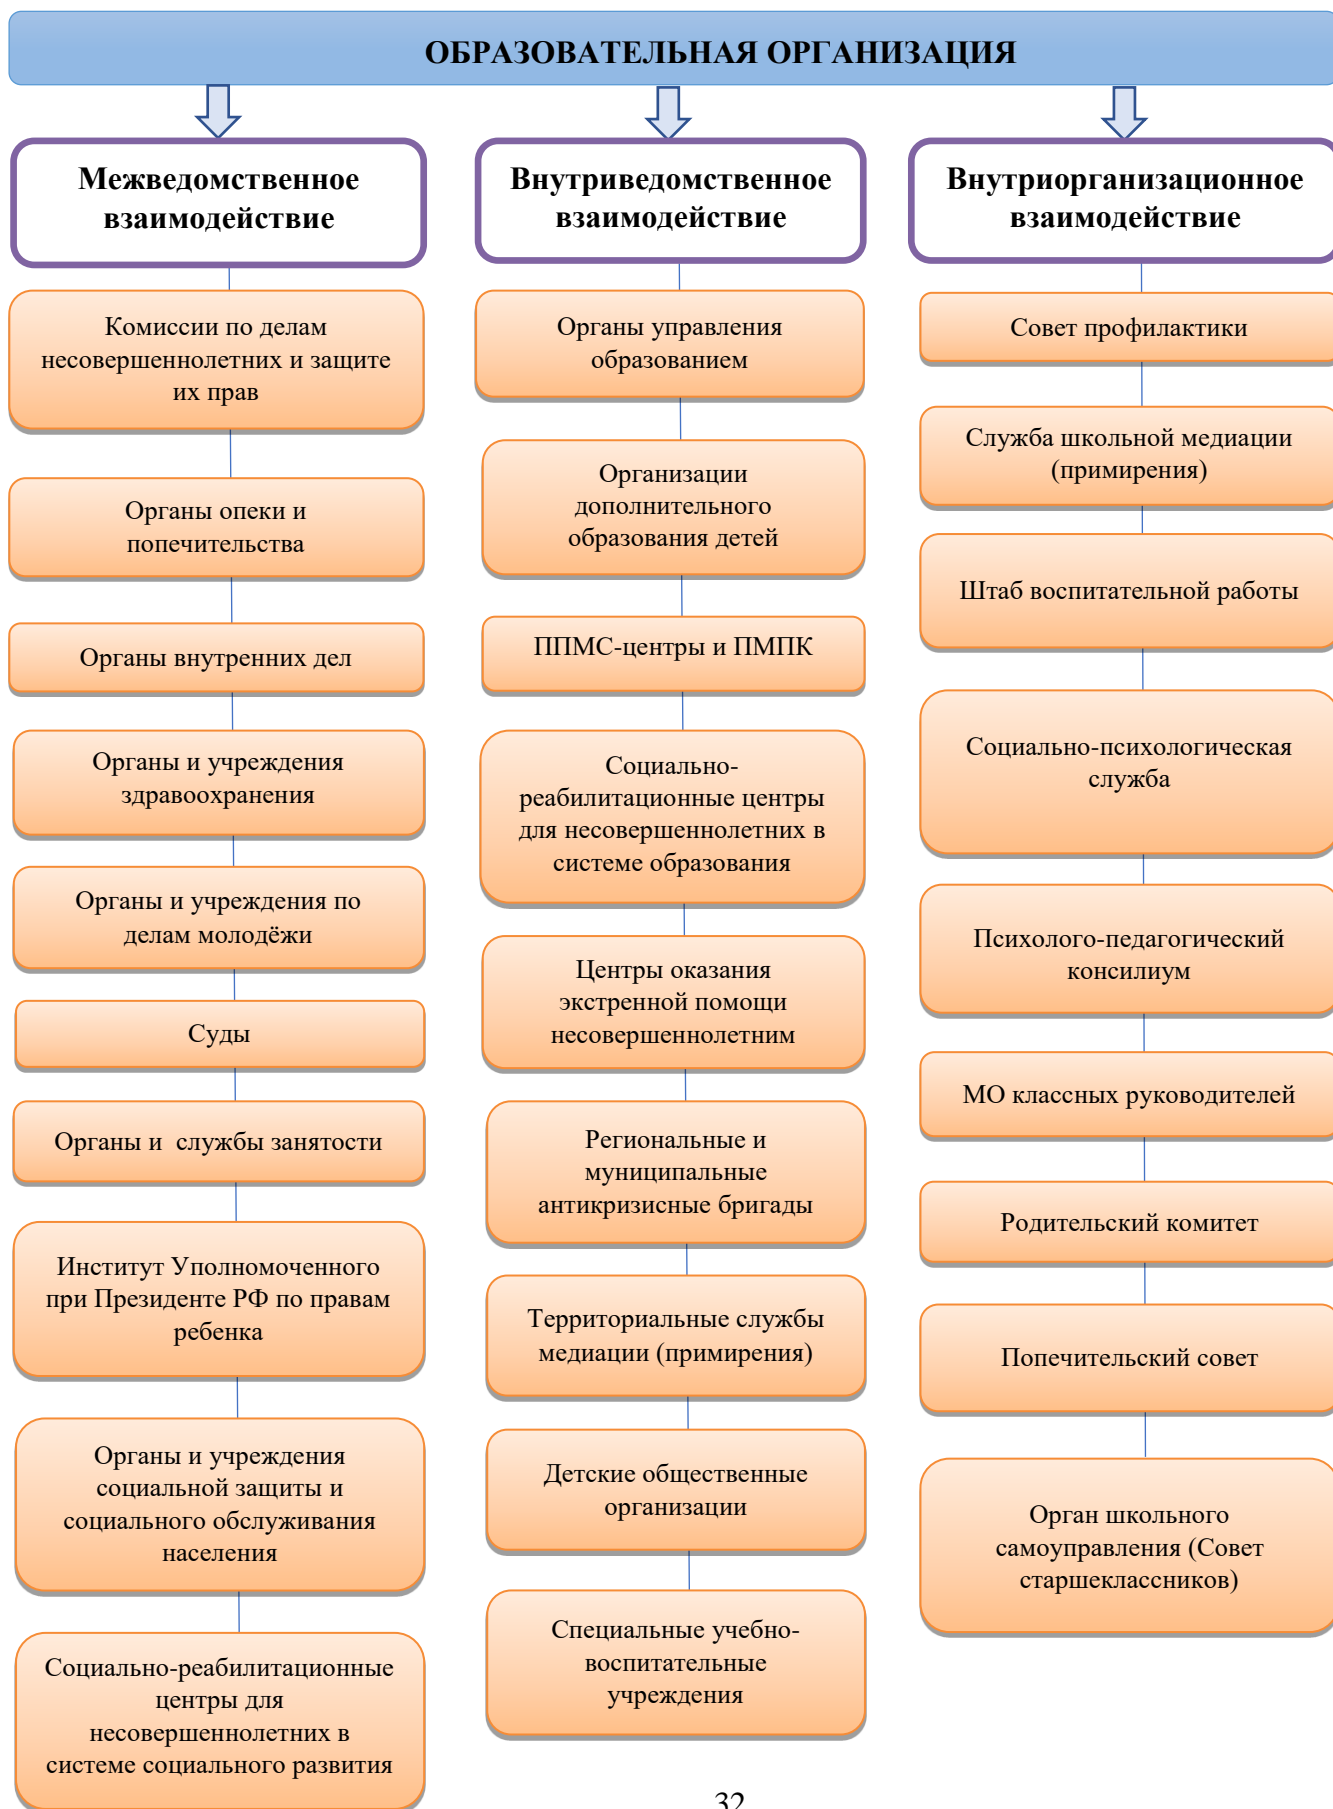 ОБРАЗОВАТЕЛЬНАЯ ОРГАНИЗАЦИЯ
Межведомственное
взаимодействие
Комиссии по делам
несовершеннолетних и защите
их прав
Органы опеки и
попечительства
Органы внутренних дел
Органы и учреждения
здравоохранения
Органы и учреждения по
делам молодёжи
Суды
Органы и  службы занятости
Институт Уполномоченного
при Президенте РФ по правам
ребенка
Органы и учреждения
социальной защиты и
социального обслуживания
населения
Социально-реабилитационные
центры для
несовершеннолетних в
системе социального развития
Внутриведомственное
взаимодействие
Органы управления
образованием
Организации
дополнительного
образования детей
ППМС-центры и ПМПК
Социально-
реабилитационные центры
для несовершеннолетних в
системе образования
Центры оказания
экстренной помощи
несовершеннолетним
Региональные и
муниципальные
антикризисные бригады
Территориальные службы
медиации (примирения)
Детские общественные
организации
Специальные учебно-
воспитательные
учреждения
Внутриорганизационное
взаимодействие
Совет профилактики
Служба школьной медиации
(примирения)
Штаб воспитательной работы
Социально-психологическая
служба
Психолого-педагогический
консилиум
МО классных руководителей
Родительский комитет
Попечительский совет
Орган школьного
самоуправления (Совет
старшеклассников)
32